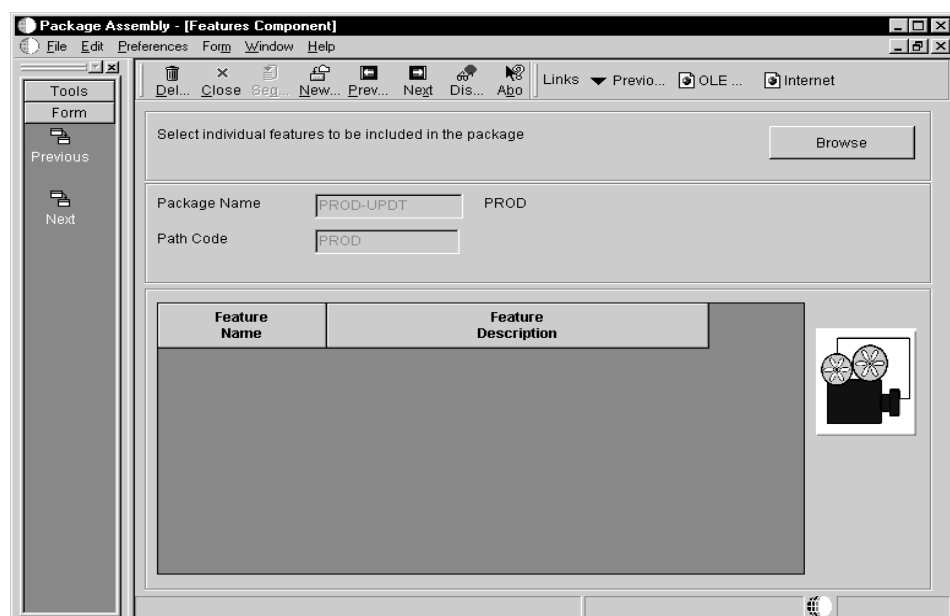 Package Assembly - [Features Component]
File Edit Preferences Form Window Help
Tools
Form
Previous
Next
Del... Close Seq... New... Prev... Next Dis... Abo Links Previo... OLE ... Internet
Select individual features to be included in the package
Browse
Package Name PROD-UPDT PROD
Path Code PROD
Feature Name
Feature Description